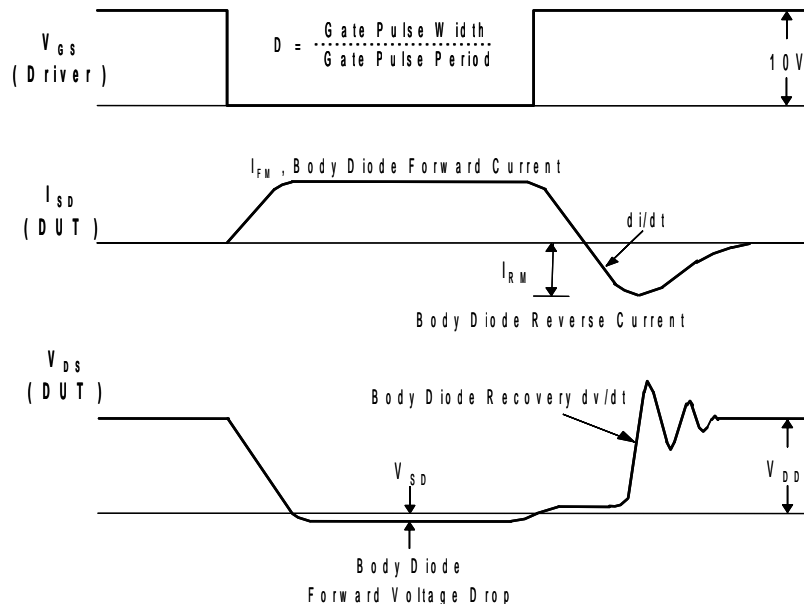 V GS
(Driver)
D = Gate Pulse Width
Gate Pulse Period
10V
I FM , Body Diode Forward Current
I SD
(DUT)
di/dt
I RM
Body Diode Reverse Current
V DS
(DUT)
Body Diode Recovery dv/dt
V SD
V DD
Body Diode
Forward Voltage Drop